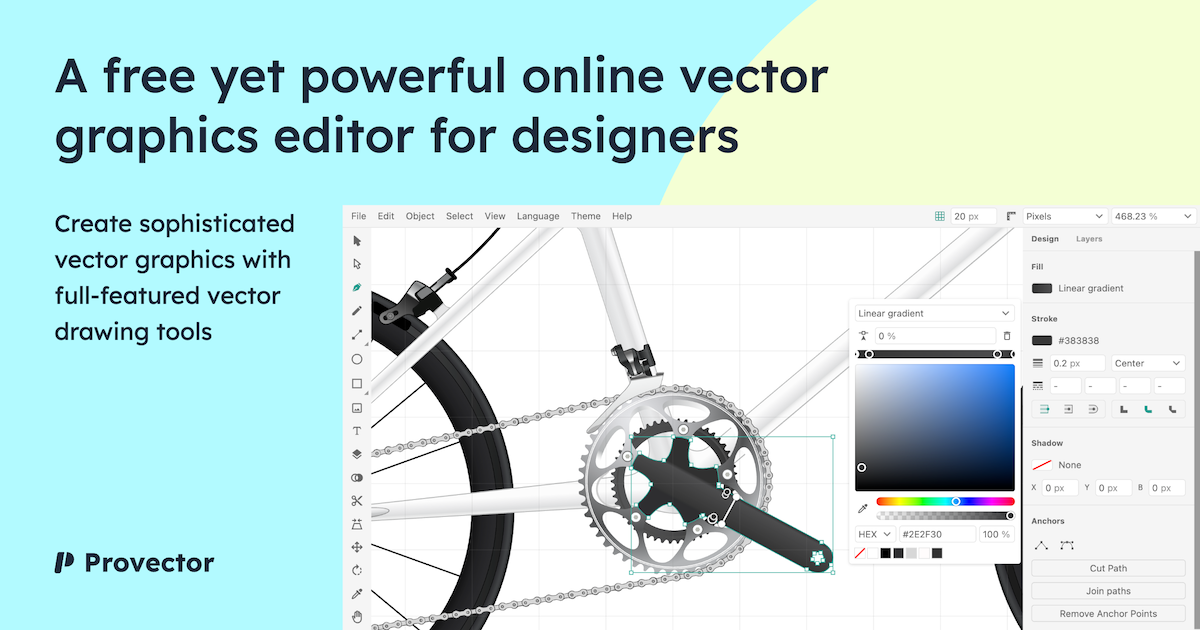 A free yet powerful online vector
graphics editor for designers
Create sophisticated
vector graphics with
full-featured vector
drawing tools
Provector
File Edit Object Select View Language Theme Help
20 px
Pixels
468.23 %
Design Layers
Fill
Linear gradient
Stroke
#383838
0.2 px
Center
- - - -
Shadow
None
X 0 px Y 0 px B 0 px
Anchors
Cut Path
Join paths
Remove Anchor Points
Linear gradient
0 %
HEX #2E2F30 100 %
T